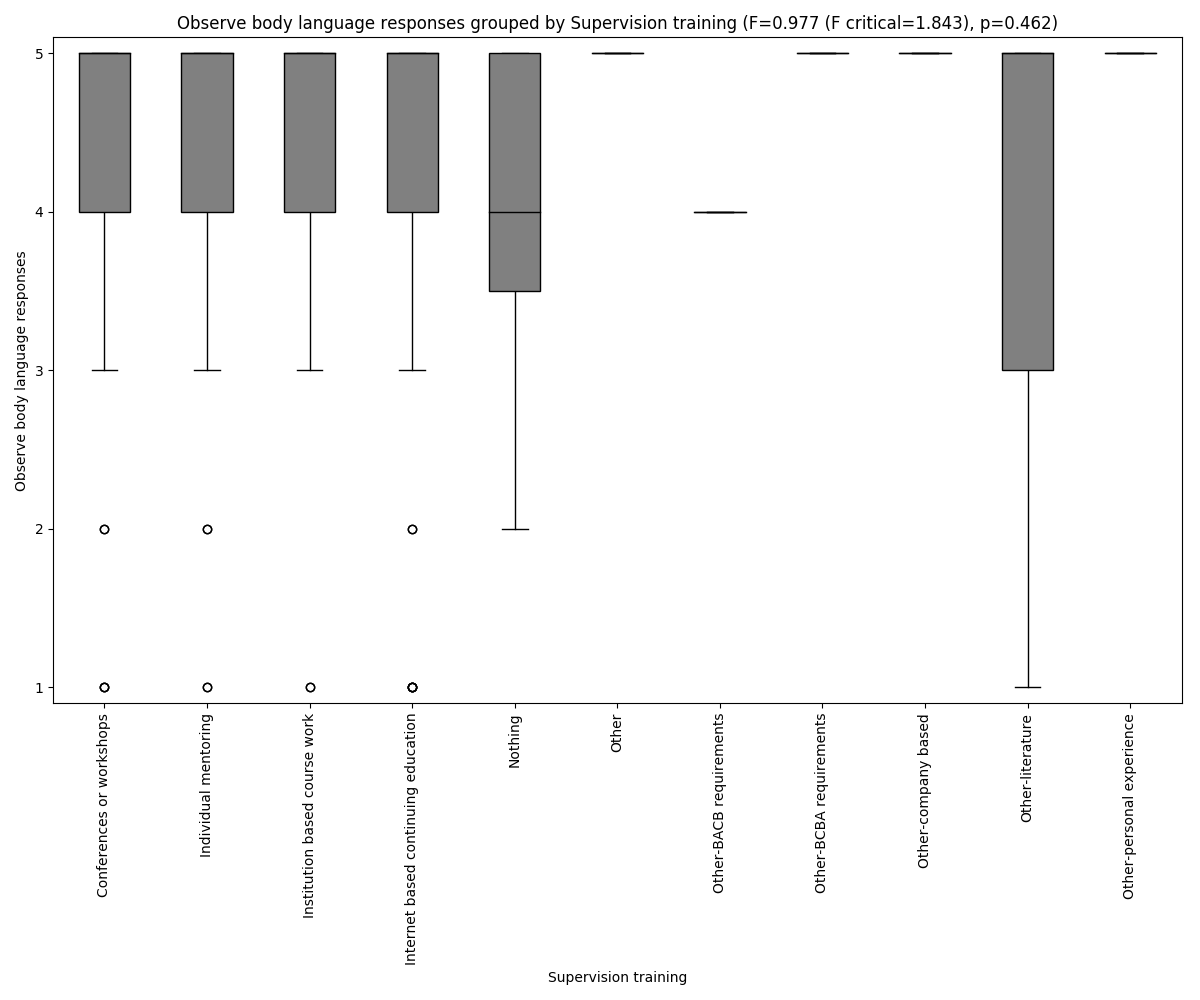 Observe body language responses grouped by Supervision training (F=0.977 (F critical=1.843), p=0.462)
Observe body language responses
5
4
3
2
1
Conferences or workshops
Individual mentoring
Institution based course work
Internet based continuing education
Nothing
Other
Other-BACB requirements
Other-BCBA requirements
Other-company based
Other-literature
Other-personal experience
Supervision training